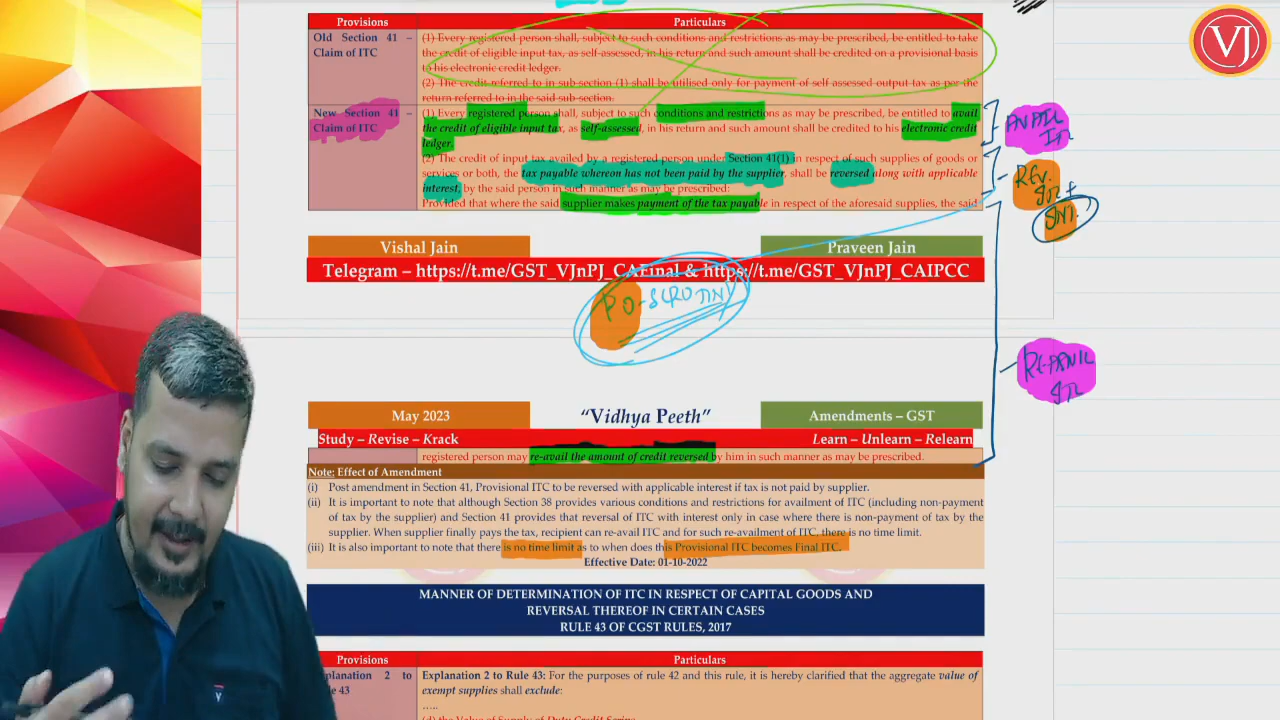 VJ
Provisions
Particulars
Old Section 41 –
Claim of ITC
(1) Every registered person shall, subject to such conditions and restrictions as may be prescribed, be entitled to take
the credit of eligible input tax, as self-assessed, in his return and such amount shall be credited on a provisional basis
to his electronic credit ledger.
(2) The credit referred to in sub-section (1) shall be utilised only for payment of self assessed output tax as per the
return referred to in the said sub-section.
New Section 41 –
Claim of ITC
(1) Every registered person shall, subject to such conditions and restrictions as may be prescribed, be entitled to avail
the credit of eligible input tax, as self-assessed, in his return and such amount shall be credited to his electronic credit
ledger.
(2) The credit of input tax availed by a registered person under Section 41(1) in respect of such supplies of goods or
services or both, the tax payable whereon has not been paid by the supplier, shall be reversed along with applicable
interest, by the said person in such manner as may be prescribed:
Provided that where the said supplier makes payment of the tax payable in respect of the aforesaid supplies, the said
REV.
+
INT.
Vishal Jain
Praveen Jain
Telegram – https://t.me/GST_VJnPJ_CAFinal & https://t.me/GST_VJnPJ_CAIPCC
PO-SCROTINY
May 2023
“Vidhya Peeth”
Amendments – GST
Study – Revise – Krack
Learn – Unlearn – Relearn
registered person may re-avail the amount of credit reversed by him in such manner as may be prescribed.
Note: Effect of Amendment
(i) Post amendment in Section 41, Provisional ITC to be reversed with applicable interest if tax is not paid by supplier.
(ii) It is important to note that although Section 38 provides various conditions and restrictions for availment of ITC (including non-payment
of tax by the supplier) and Section 41 provides that reversal of ITC with interest only in case where there is non-payment of tax by the
supplier. When supplier finally pays the tax, recipient can re-avail ITC and for such re-availment of ITC, there is no time limit.
(iii) It is also important to note that there is no time limit as to when does this Provisional ITC becomes Final ITC.
Effective Date: 01-10-2022
MANNER OF DETERMINATION OF ITC IN RESPECT OF CAPITAL GOODS AND
REVERSAL THEREOF IN CERTAIN CASES
RULE 43 OF CGST RULES, 2017
Provisions
Particulars
Explanation 2 to Rule 43: For the purposes of rule 42 and this rule, it is hereby clarified that the aggregate value of
exempt supplies shall exclude:
…..
(d) the Value of Supply of Duty Credit Scrips